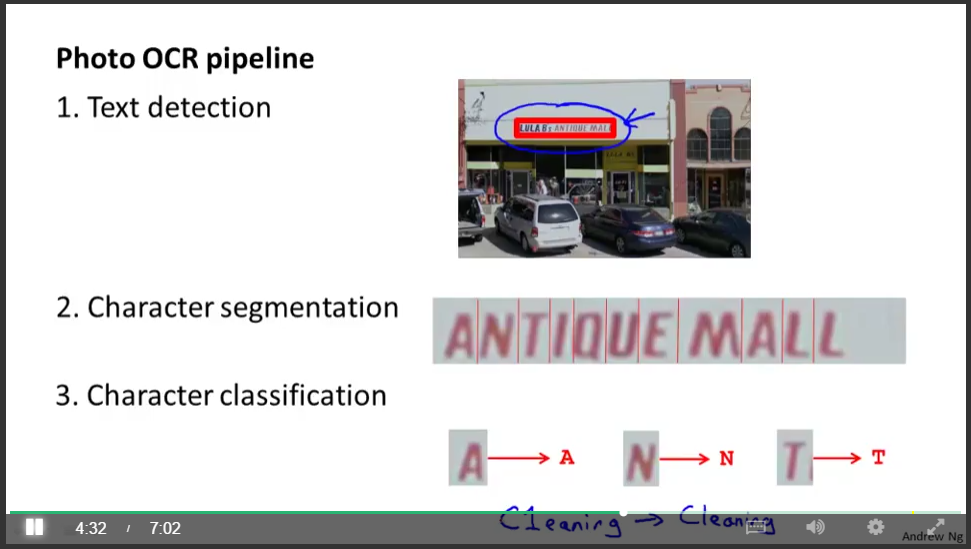 Photo OCR pipeline
1. Text detection
LULA B's ANTIQUE MALL
2. Character segmentation
ANTIQUE MALL
3. Character classification
A → A N → N T → T
C1eaning → Cleaning
4:32 / 7:02
Andrew Ng